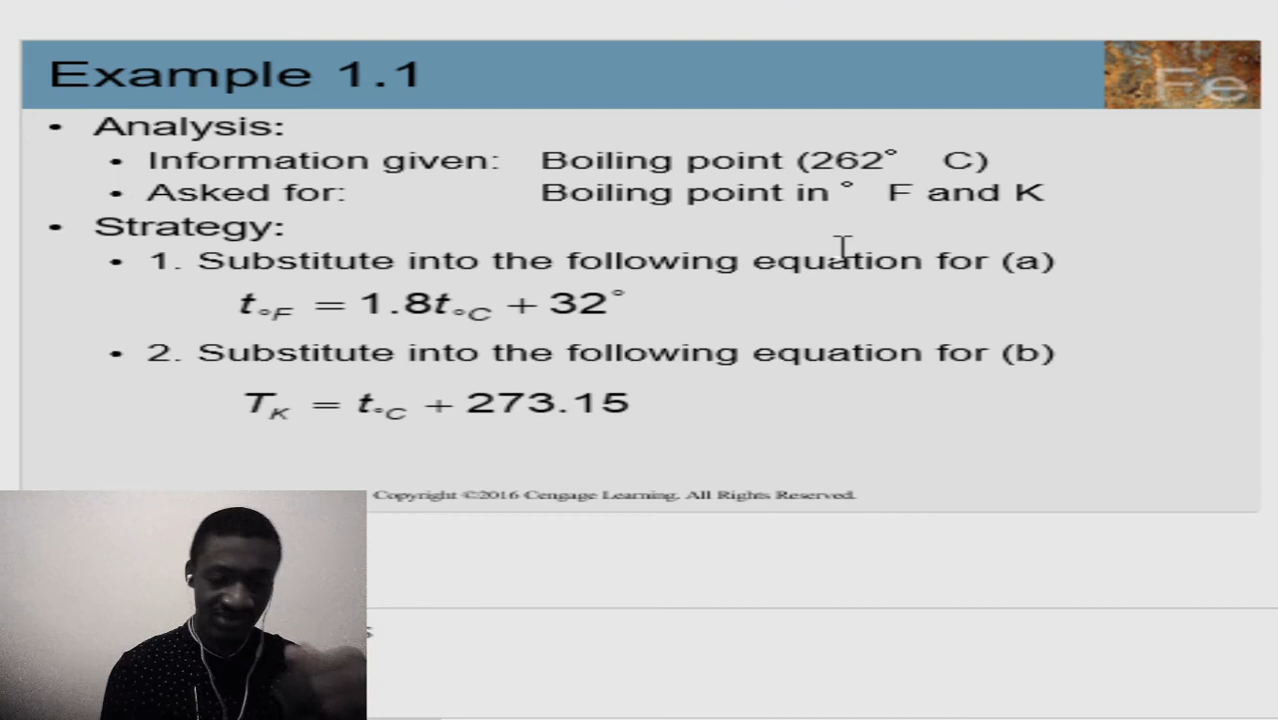 Example 1.1
Fe
• Analysis:
• Information given: Boiling point (262° C)
• Asked for: Boiling point in ° F and K
• Strategy:
• 1. Substitute into the following equation for (a)
t°F = 1.8t°C + 32°
• 2. Substitute into the following equation for (b)
TK = t°C + 273.15
Copyright ©2016 Cengage Learning. All Rights Reserved.